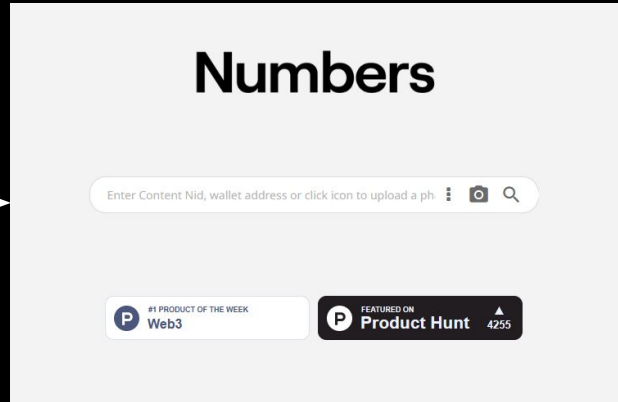 Numbers
Enter Content Nid, wallet address or click icon to upload a ph
#1 PRODUCT OF THE WEEK
Web3
FEATURED ON
Product Hunt
4255